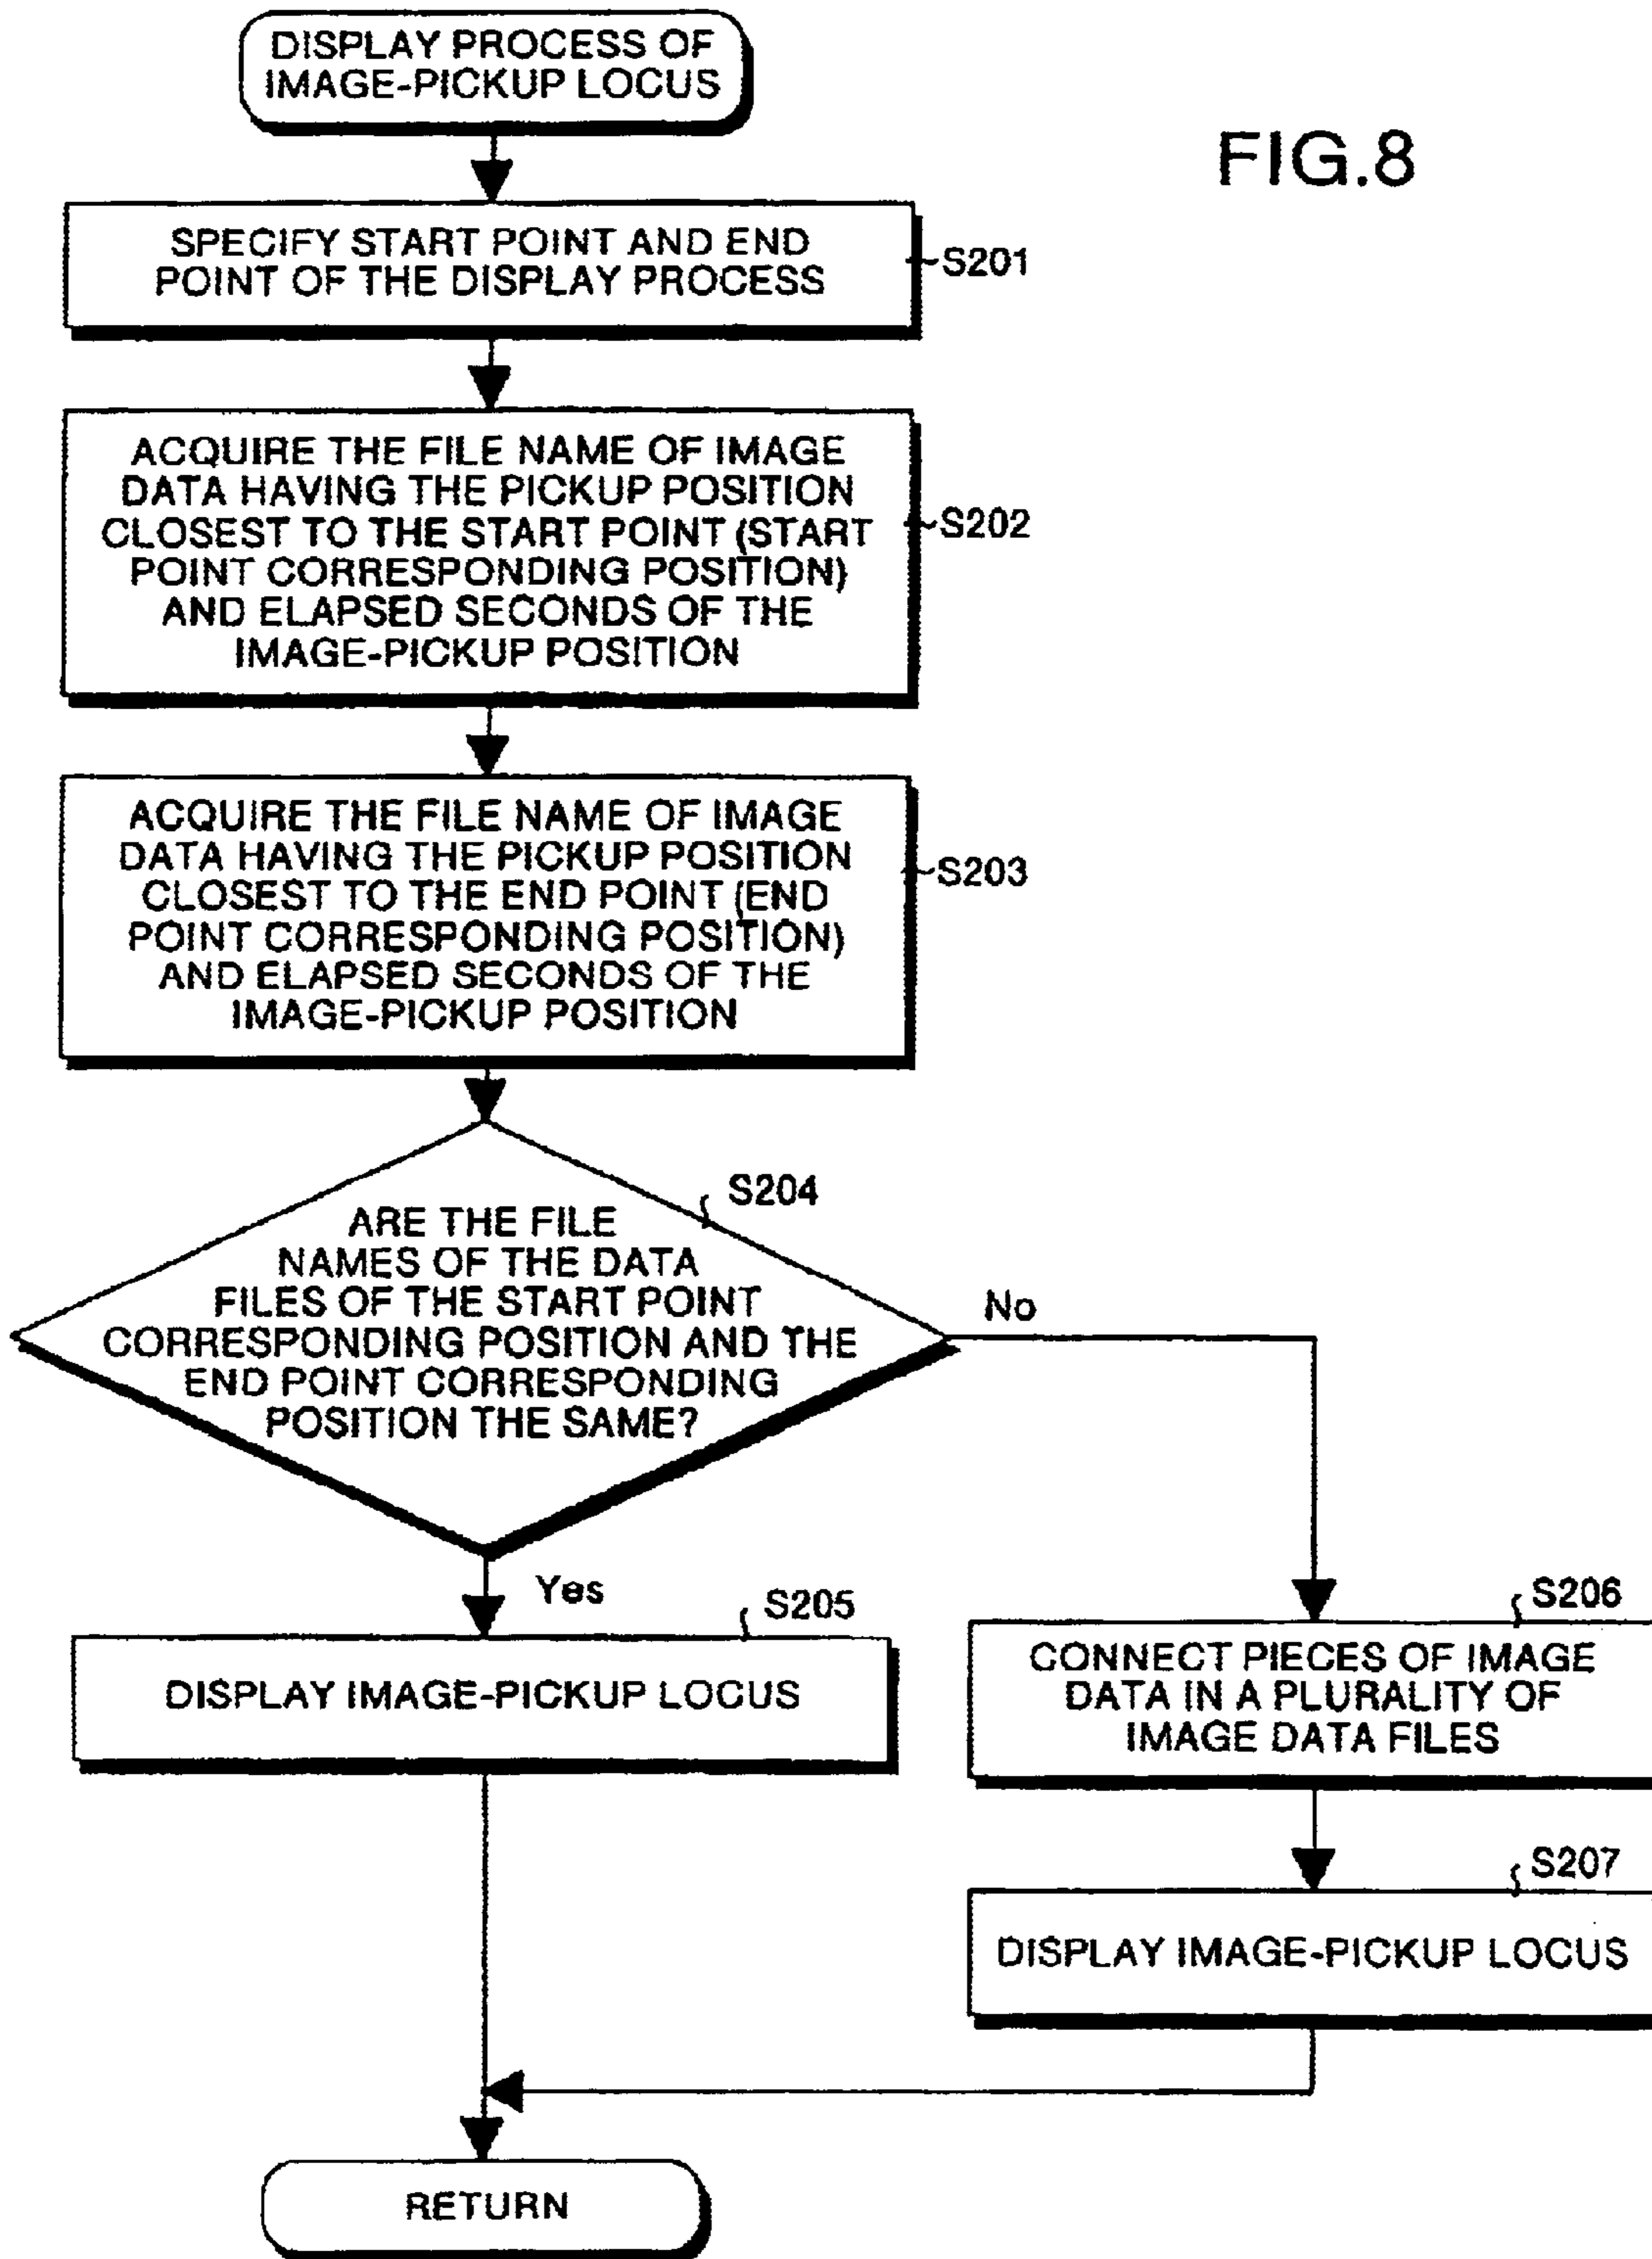 DISPLAY PROCESS OF
IMAGE-PICKUP LOCUS
FIG.8
SPECIFY START POINT AND END
POINT OF THE DISPLAY PROCESS
S201
ACQUIRE THE FILE NAME OF IMAGE
DATA HAVING THE PICKUP POSITION
CLOSEST TO THE START POINT (START
POINT CORRESPONDING POSITION)
AND ELAPSED SECONDS OF THE
IMAGE-PICKUP POSITION
S202
ACQUIRE THE FILE NAME OF IMAGE
DATA HAVING THE PICKUP POSITION
CLOSEST TO THE END POINT (END
POINT CORRESPONDING POSITION)
AND ELAPSED SECONDS OF THE
IMAGE-PICKUP POSITION
S203
S204
ARE THE FILE
NAMES OF THE DATA
FILES OF THE START POINT
CORRESPONDING POSITION AND THE
END POINT CORRESPONDING
POSITION THE SAME?
No
Yes
S205
DISPLAY IMAGE-PICKUP LOCUS
S206
CONNECT PIECES OF IMAGE
DATA IN A PLURALITY OF
IMAGE DATA FILES
S207
DISPLAY IMAGE-PICKUP LOCUS
RETURN